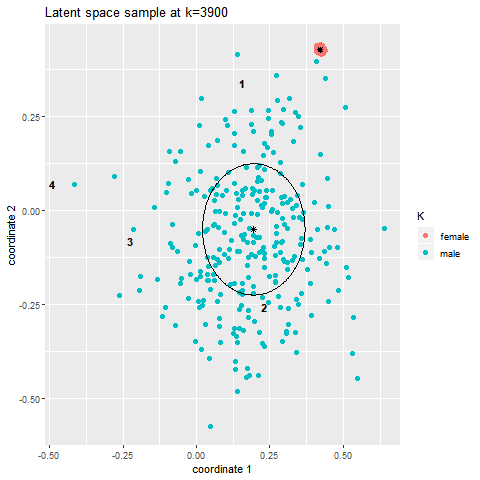 Latent space sample at k=3900
1
4
3
2
0.25
0.00
-0.25
-0.50
-0.50
-0.25
0.00
0.25
0.50
coordinate 1
coordinate 2
K
female
male